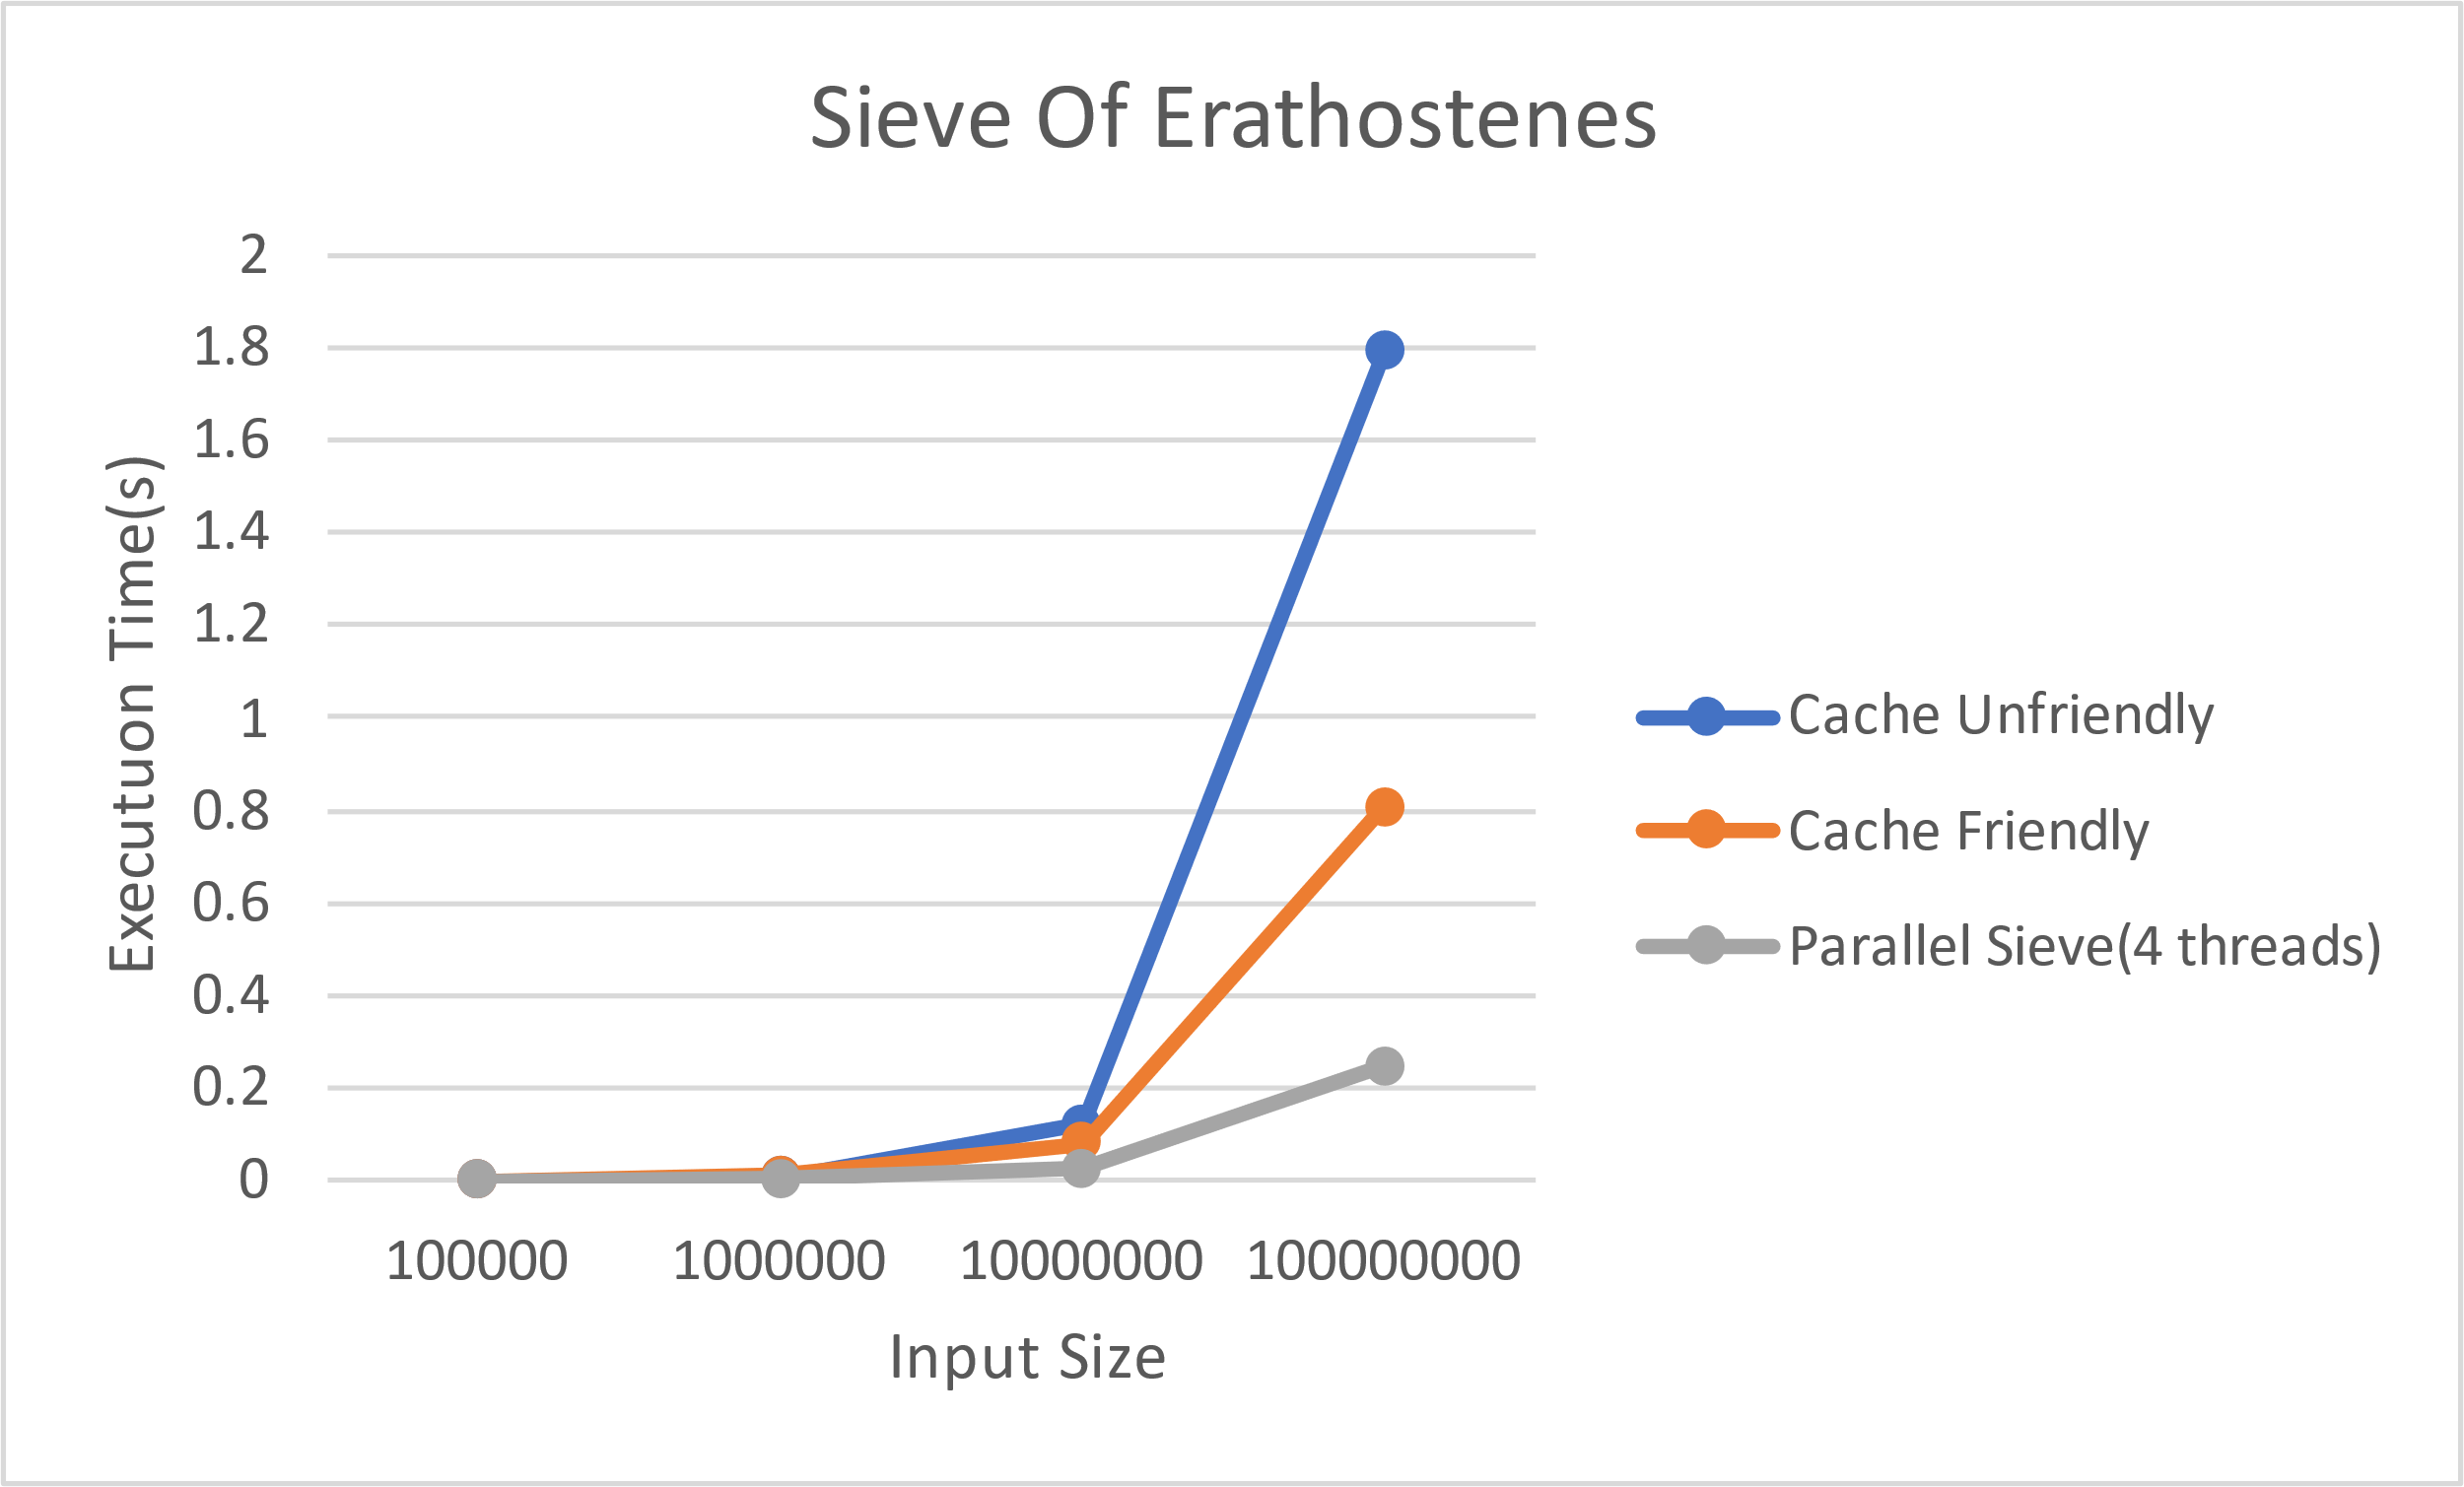 Sieve Of Erathostenes
2
1.8
1.6
1.4
1.2
1
0.8
0.6
0.4
0.2
0
Execution Time(s)
100000 1000000 10000000 100000000
Input Size
Cache Unfriendly
Cache Friendly
Parallel Sieve(4 threads)